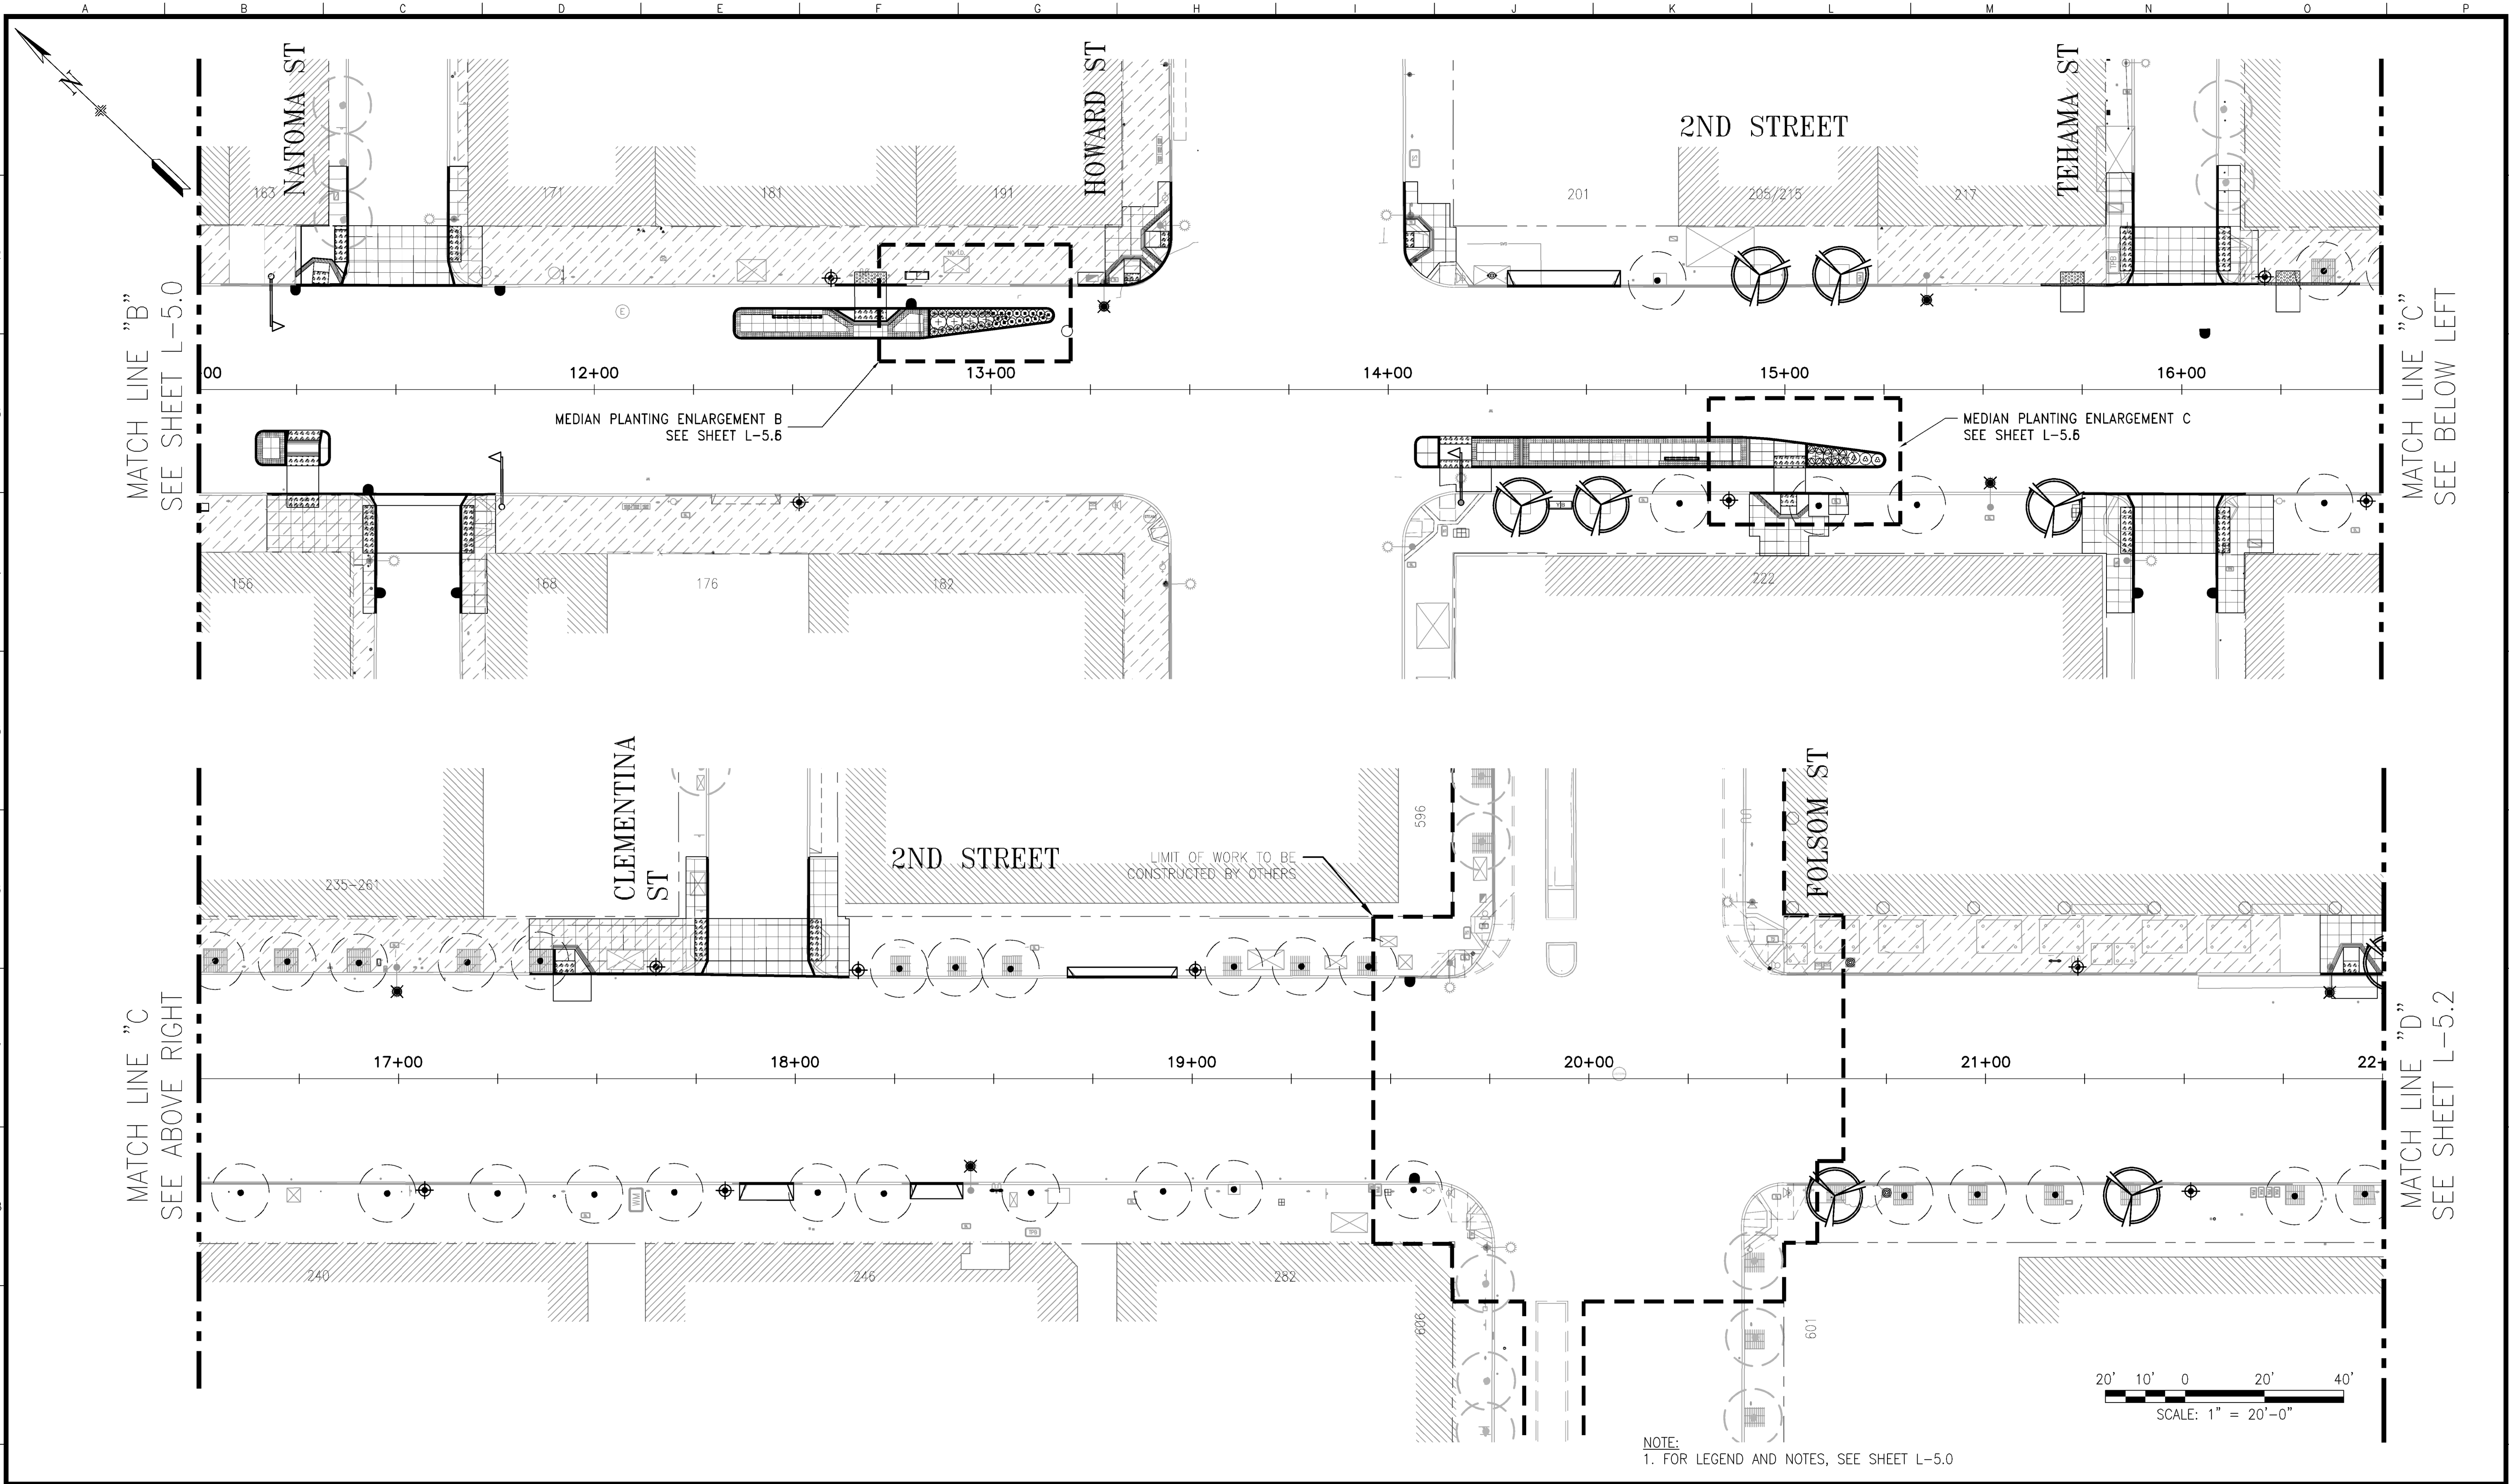 A B C D E F G H I J K L M N O P
N
NATOMA ST
HOWARD ST
2ND STREET
TEHAMA ST
163
171
181
191
201
205/215
217
MATCH LINE "B"
SEE SHEET L-5.0
E
:00
12+00
13+00
14+00
15+00
16+00
MATCH LINE "C"
SEE BELOW LEFT
MEDIAN PLANTING ENLARGEMENT B
SEE SHEET
MEDIAN PLANTING ENLARGEMENT C
SEE SHEET
156
168
176
182
222
CLEMENTINA
ST
2ND STREET
FOLSOM ST
235-261
596
LIMIT OF WORK TO BE
CONSTRUCTED BY OTHERS
MATCH LINE "C
SEE ABOVE RIGHT
17+00
18+00
19+00
20+00
21+00
22+
MATCH LINE "D"
SEE SHEET L-5.2
WM
240
246
282
606
601
20' 10' 0 20' 40'
SCALE: 1" = 20'-0"
NOTE:
1. FOR LEGEND AND NOTES, SEE SHEET L-5.0